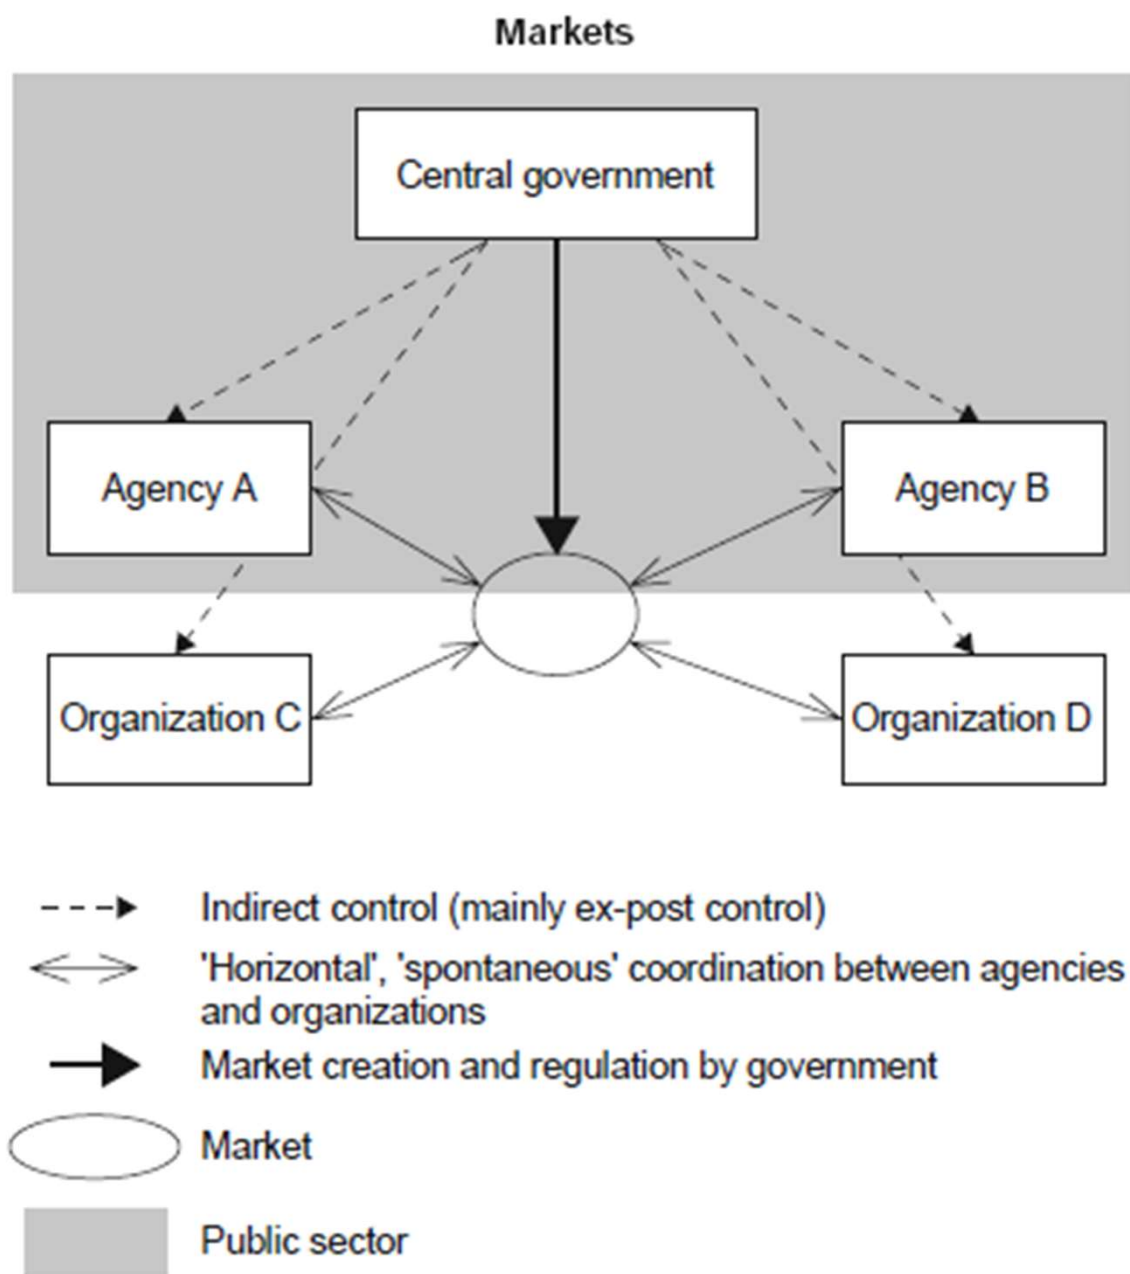 Markets
Central government
Agency A
Agency B
Organization C
Organization D
Indirect control (mainly ex-post control)
'Horizontal', 'spontaneous' coordination between agencies
and organizations
Market creation and regulation by government
Market
Public sector